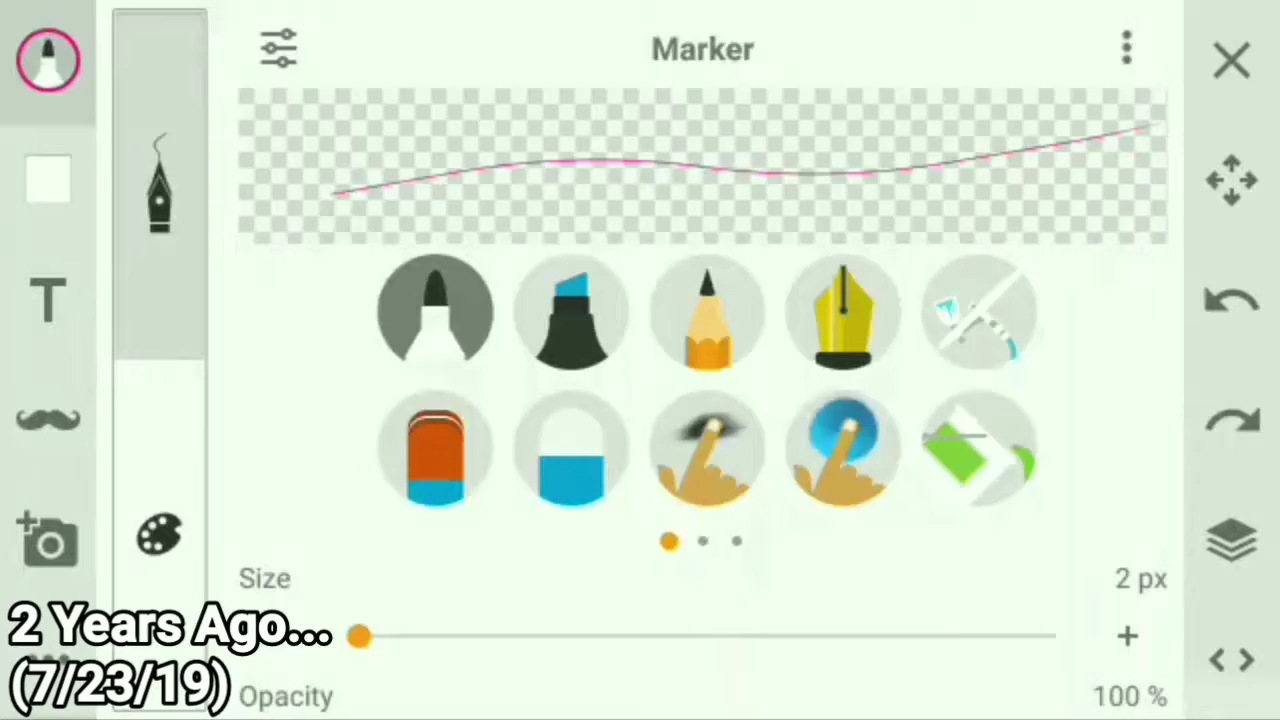 Marker
T
Size
2 px
2 Years Ago...
(7/23/19)
Opacity
100 %